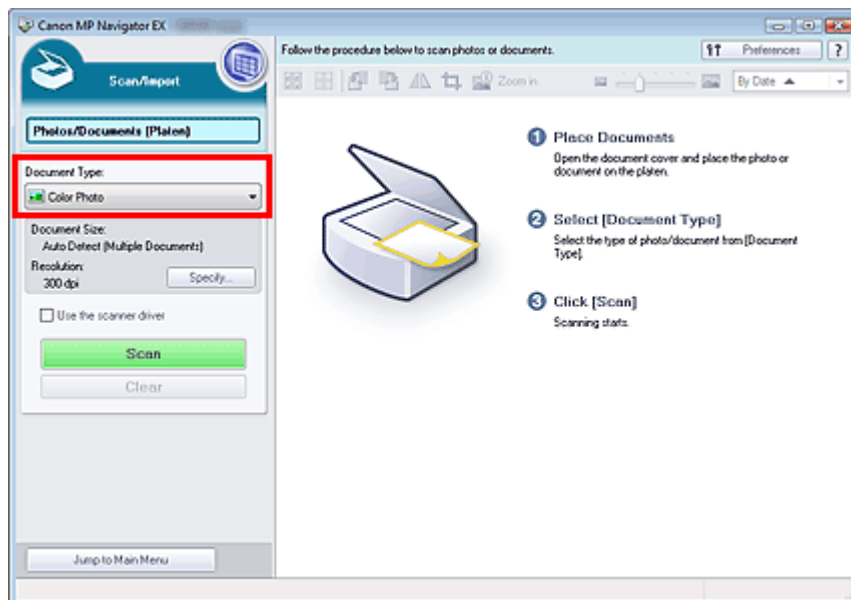 Canon MP Navigator EX
Scan/Import
Photos/Documents (Platen)
Document Type:
Color Photo
Document Size:
Auto Detect (Multiple Documents)
Resolution:
300 dpi
Specify...
Use the scanner driver
Scan
Clear
Jump to Main Menu
Follow the procedure below to scan photos or documents.
Preferences
?
Zoom in
By Date
1 Place Documents
Open the document cover and place the photo or
document on the platen.
2 Select [Document Type]
Select the type of photo/document from [Document
Type].
3 Click [Scan]
Scanning starts.